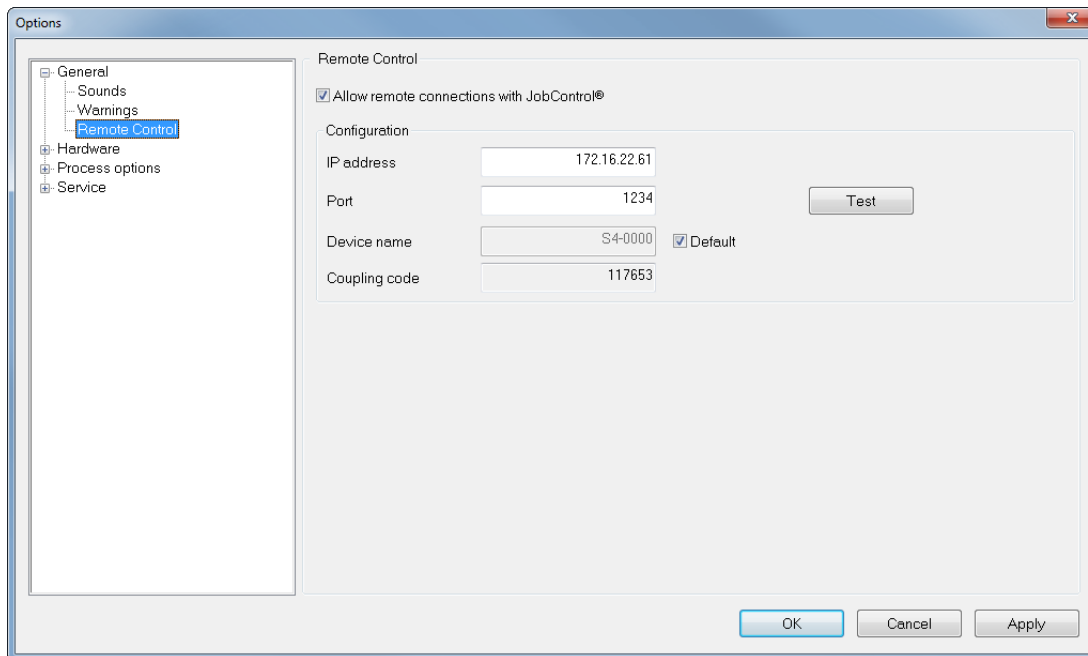 Options
General
Sounds
Warnings
Remote Control
Hardware
Process options
Service
Remote Control
Allow remote connections with JobControl®
Configuration
IP address 172.16.22.61
Port 1234 Test
Device name S4-0000 Default
Coupling code 117653
OK Cancel Apply